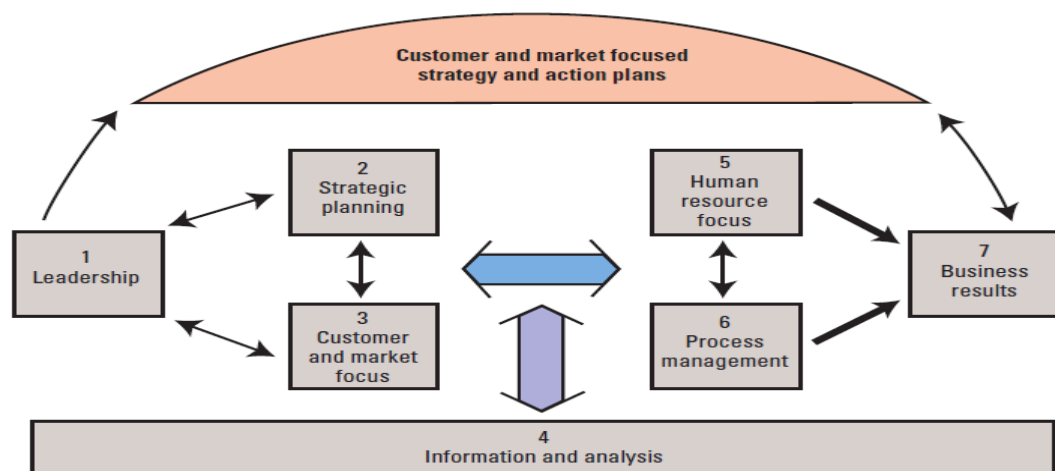 Customer and market focused
strategy and action plans
1
Leadership
2
Strategic
planning
3
Customer
and market
focus
5
Human
resource
focus
6
Process
management
7
Business
results
4
Information and analysis